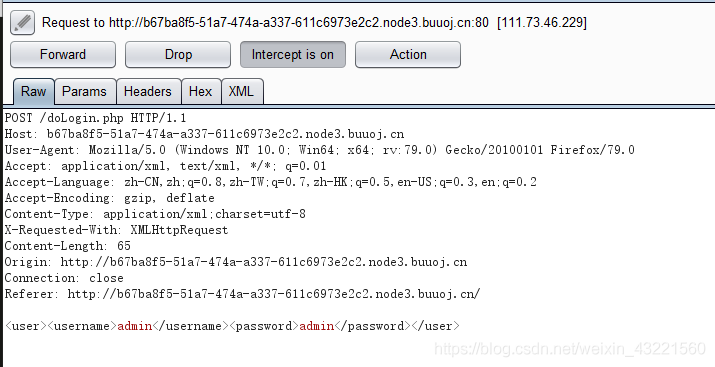 Request to http://b67ba8f5-51a7-474a-a337-611c6973e2c2.node3.buuoj.cn:80 [111.73.46.229]
Forward Drop Intercept is on Action
Raw Params Headers Hex XML
POST /doLogin.php HTTP/1.1
Host: b67ba8f5-51a7-474a-a337-611c6973e2c2.node3.buuoj.cn
User-Agent: Mozilla/5.0 (Windows NT 10.0; Win64; x64; rv:79.0) Gecko/20100101 Firefox/79.0
Accept: application/xml, text/xml, */*; q=0.01
Accept-Language: zh-CN,zh;q=0.8,zh-TW;q=0.7,zh-HK;q=0.5,en-US;q=0.3,en;q=0.2
Accept-Encoding: gzip, deflate
Content-Type: application/xml;charset=utf-8
X-Requested-With: XMLHttpRequest
Content-Length: 65
Origin: http://b67ba8f5-51a7-474a-a337-611c6973e2c2.node3.buuoj.cn
Connection: close
Referer: http://b67ba8f5-51a7-474a-a337-611c6973e2c2.node3.buuoj.cn/
<user><username>admin</username><password>admin</password></user>
https://blog.csdn.net/weixin_43221560